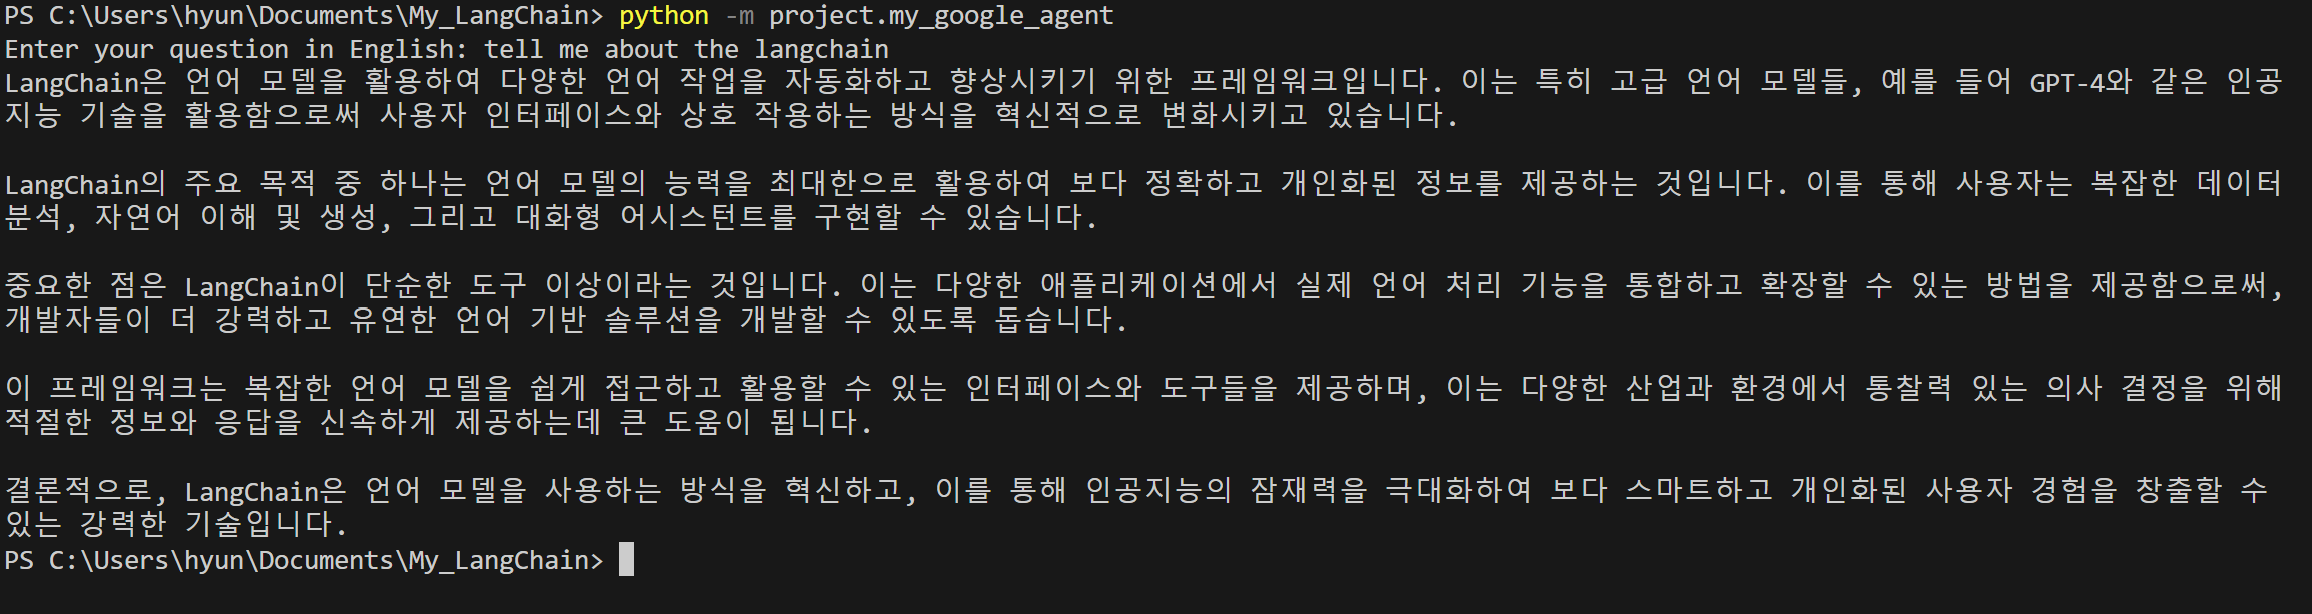 PS C:\Users\hyun\Documents\My_LangChain> python -m project.my_google_agent
Enter your question in English: tell me about the langchain
LangChain은 언어 모델을 활용하여 다양한 언어 작업을 자동화하고 향상시키기 위한 프레임워크입니다. 이는 특히 고급 언어 모델들, 예를 들어 GPT-4와 같은 인공
지능 기술을 활용함으로써 사용자 인터페이스와 상호 작용하는 방식을 혁신적으로 변화시키고 있습니다.
LangChain의 주요 목적 중 하나는 언어 모델의 능력을 최대한으로 활용하여 보다 정확하고 개인화된 정보를 제공하는 것입니다. 이를 통해 사용자는 복잡한 데이터
분석, 자연어 이해 및 생성, 그리고 대화형 어시스턴트를 구현할 수 있습니다.
중요한 점은 LangChain이 단순한 도구 이상이라는 것입니다. 이는 다양한 애플리케이션에서 실제 언어 처리 기능을 통합하고 확장할 수 있는 방법을 제공함으로써,
개발자들이 더 강력하고 유연한 언어 기반 솔루션을 개발할 수 있도록 돕습니다.
이 프레임워크는 복잡한 언어 모델을 쉽게 접근하고 활용할 수 있는 인터페이스와 도구들을 제공하며, 이는 다양한 산업과 환경에서 통찰력 있는 의사 결정을 위해
적절한 정보와 응답을 신속하게 제공하는데 큰 도움이 됩니다.
결론적으로, LangChain은 언어 모델을 사용하는 방식을 혁신하고, 이를 통해 인공지능의 잠재력을 극대화하여 보다 스마트하고 개인화된 사용자 경험을 창출할 수
있는 강력한 기술입니다.
PS C:\Users\hyun\Documents\My_LangChain>